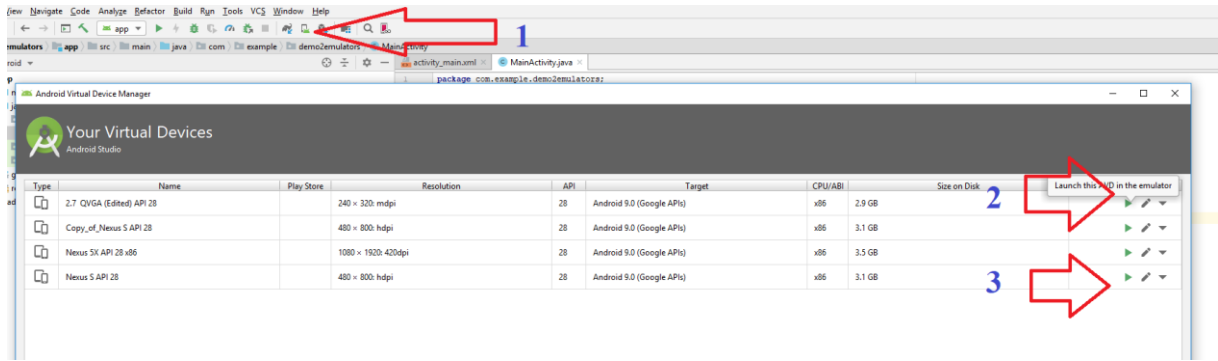 View Navigate Code Analyze Refactor Build Run Tools VCS Window Help
app
1
emulators app src main java com example demo2emulators MainActivity
roid activity_main.xml MainActivity.java
1 package com.example.demo2emulators;
Android Virtual Device Manager
Your Virtual Devices
Android Studio
Type Name Play Store Resolution API Target CPU/ABI Size on Disk
Launch this AVD in the emulator
2.7 QVGA (Edited) API 28 240 × 320: mdpi 28 Android 9.0 (Google APIs) x86 2.9 GB
2
Copy_of_Nexus S API 28 480 × 800: hdpi 28 Android 9.0 (Google APIs) x86 3.1 GB
Nexus 5X API 28 x86 1080 × 1920: 420dpi 28 Android 9.0 (Google APIs) x86 3.5 GB
Nexus S API 28 480 × 800: hdpi 28 Android 9.0 (Google APIs) x86 3.1 GB
3